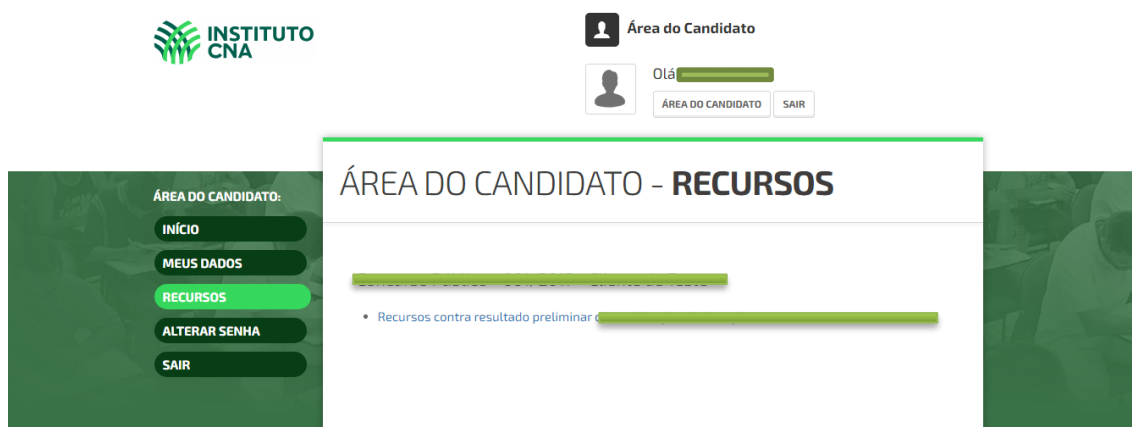 INSTITUTO
CNA
Área do Candidato
Olá
ÁREA DO CANDIDATO
SAIR
ÁREA DO CANDIDATO - RECURSOS
ÁREA DO CANDIDATO:
INÍCIO
MEUS DADOS
RECURSOS
ALTERAR SENHA
SAIR
Recursos contra resultado preliminar